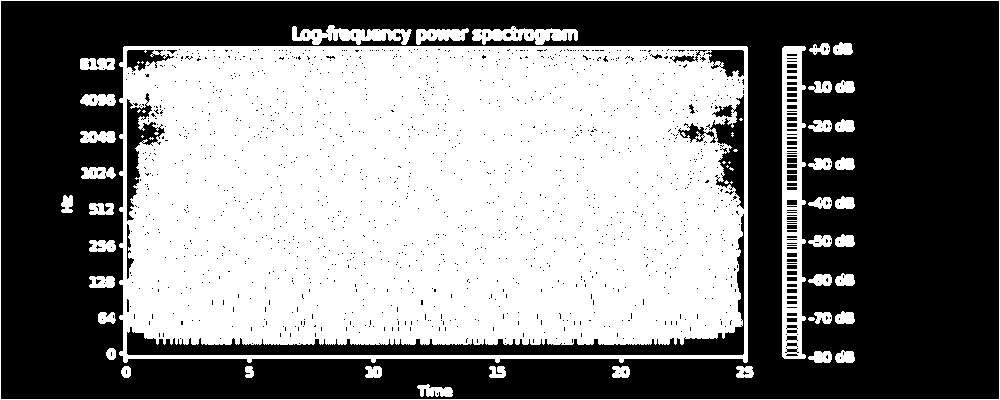 Log-frequency power spectrogram
+0 dB
8192
-10 dB
4096
-20 dB
2048
-30 dB
1024
Hz
512
-40 dB
256
-50 dB
128
-60 dB
64
-70 dB
0
-80 dB
0 5 10 15 20 25
Time